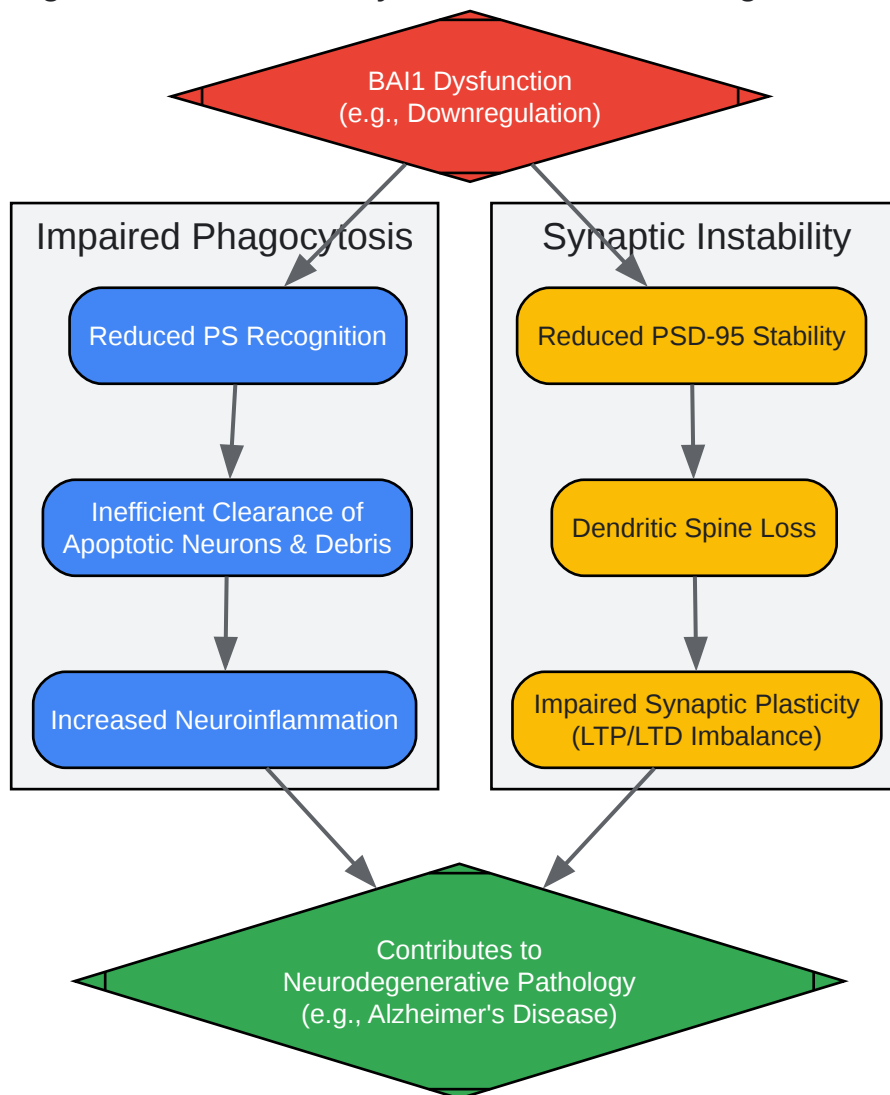 BAI1 Dysfunction
(e.g., Downregulation)
Impaired Phagocytosis
Reduced PS Recognition
Inefficient Clearance of
Apoptotic Neurons & Debris
Increased Neuroinflammation
Synaptic Instability
Reduced PSD-95 Stability
Dendritic Spine Loss
Impaired Synaptic Plasticity
(LTP/LTD Imbalance)
Contributes to
Neurodegenerative Pathology
(e.g., Alzheimer's Disease)